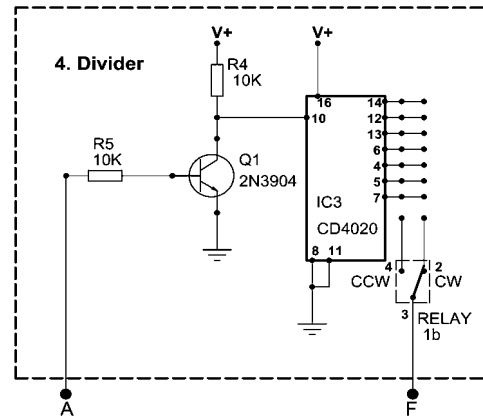 4. Divider
V+
V+
R4
10K
R5
10K
Q1
2N3904
16
10
14
12
13
6
4
5
7
IC3
CD4020
8
11
4
2
CCW
CW
3
RELAY
1b
A
F